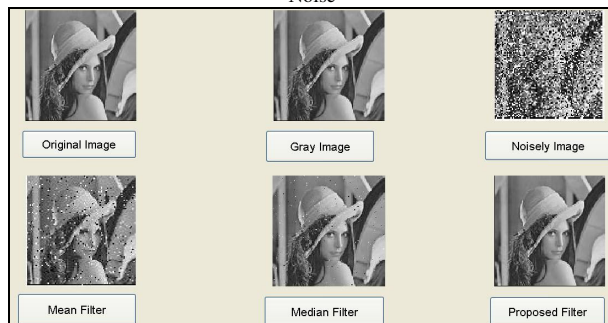 Noise
Original Image
Gray Image
Noisely Image
Mean Filter
Median Filter
Proposed Filter